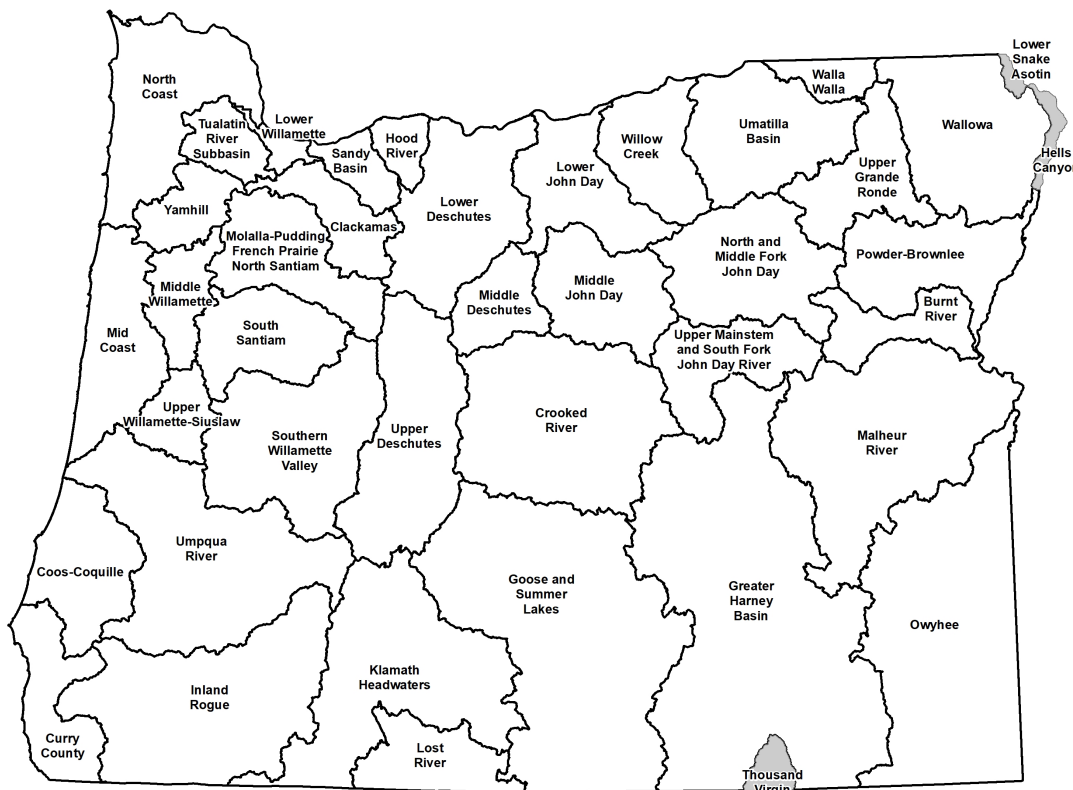 Lower
Snake
Asotin
North
Coast
Walla
Walla
Tualatin
River
Subbasin
Lower
Willamette
Hood
River
Sandy
Basin
Willow
Creek
Umatilla
Basin
Wallowa
Hells
Canyo
Lower
John Day
Upper
Grande
Ronde
Yamhill
Lower
Deschutes
Clackamas
Molalla-Pudding
French Prairie
North Santiam
North and
Middle Fork
John Day
Powder-Brownlee
Middle
Willamette
Middle
Deschutes
Middle
John Day
Burnt
River
Mid
Coast
South
Santiam
Upper Mainstem
and South Fork
John Day River
Upper
Willamette-Siuslaw
Southern
Willamette
Valley
Upper
Deschutes
Crooked
River
Malheur
River
Umpqua
River
Coos-Coquille
Goose and
Summer
Lakes
Greater
Harney
Basin
Owyhee
Klamath
Headwaters
Inland
Rogue
Curry
County
Lost
River
Thousand
Virgin